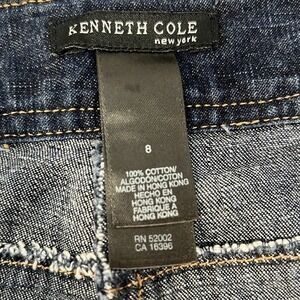 KENNETH COLE
new york
8
100% COTTON/
ALGODÓN/COTON
MADE IN HONG KONG
HECHO EN
HONG KONG
FABRIQUE A
HONG KONG
RN 52002
CA 16396